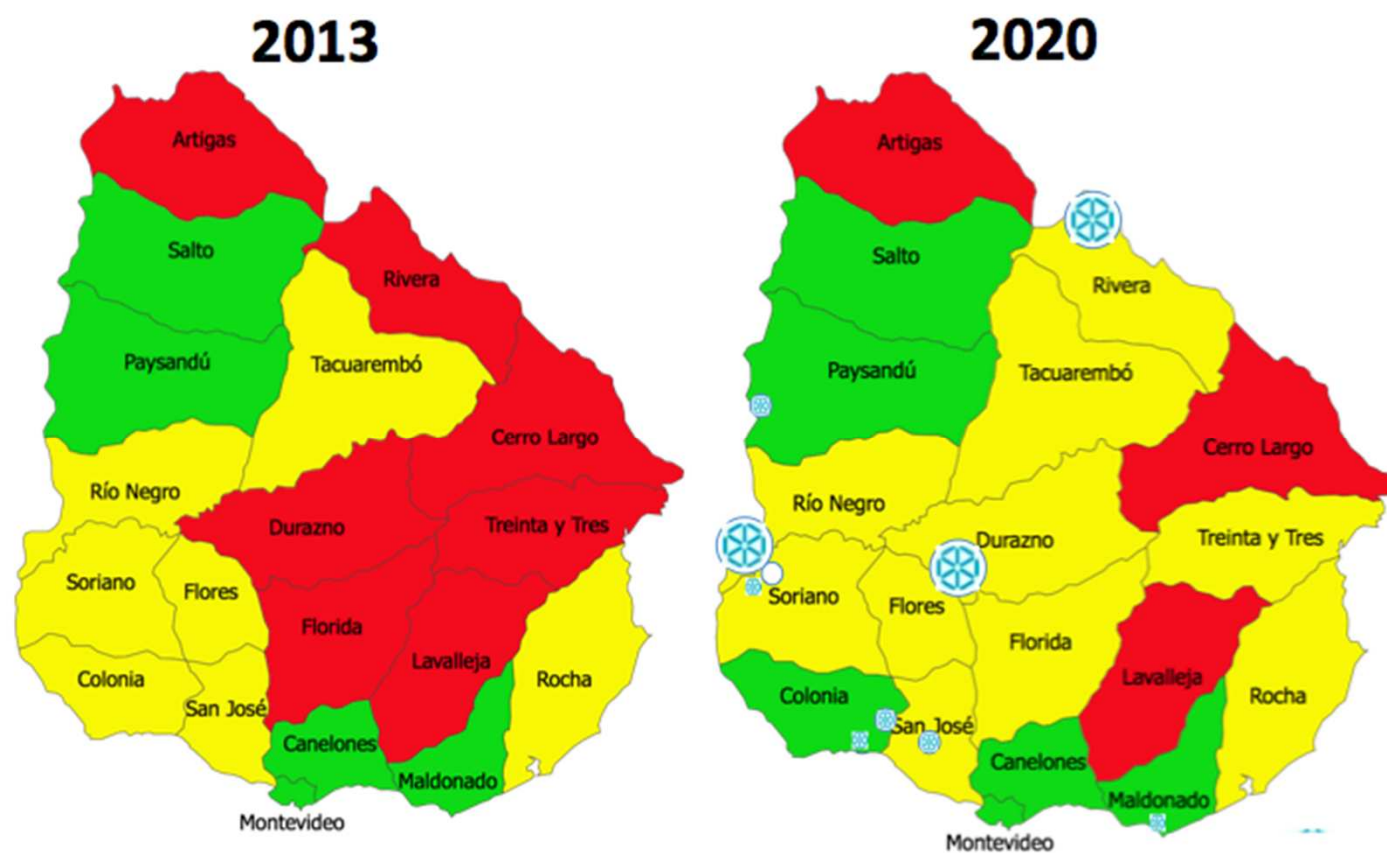 2013
2020
Artigas
Salto
Rivera
Paysandú
Tacuarembó
Cerro Largo
Río Negro
Durazno
Treinta y Tres
Soriano
Flores
Florida
Lavalleja
Colonia
San José
Rocha
Canelones
Maldonado
Montevideo
Artigas
Salto
Rivera
Paysandú
Tacuarembó
Cerro Largo
Río Negro
Durazno
Treinta y Tres
Soriano
Flores
Florida
Lavalleja
Colonia
San José
Rocha
Canelones
Maldonado
Montevideo